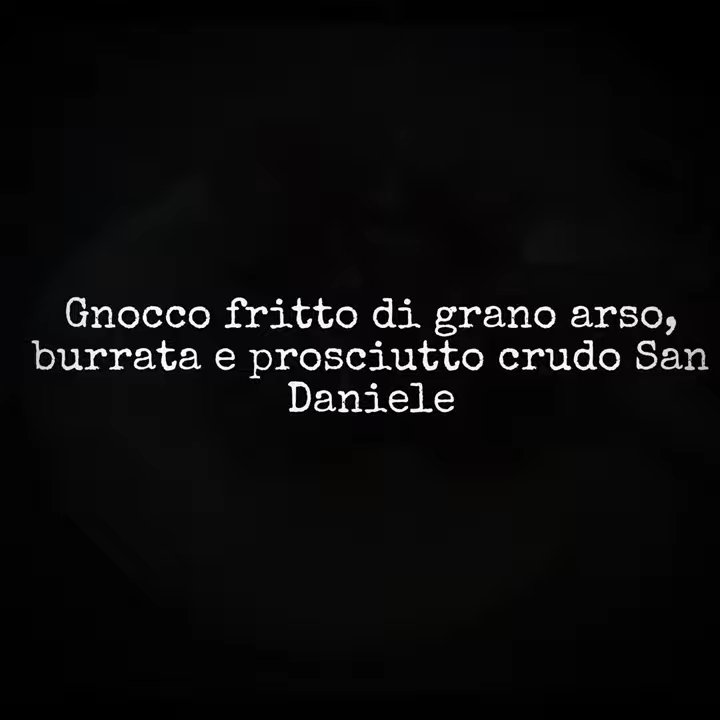 Gnocco fritto di grano arso,
burrata e prosciutto crudo San
Daniele